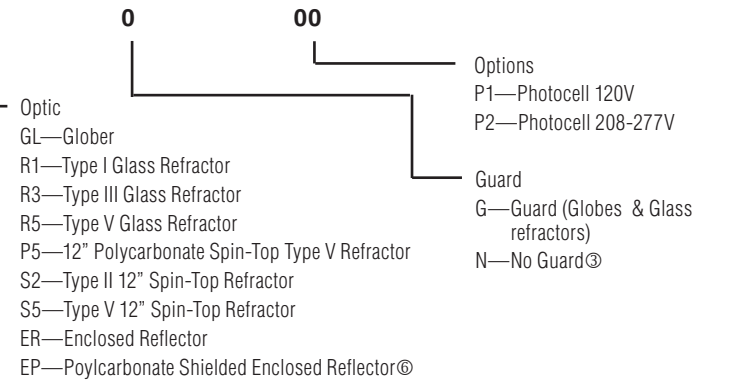 0 00
Options
P1—Photocell 120V
P2—Photocell 208-277V
Optic
GL—Glober
R1—Type I Glass Refractor
R3—Type III Glass Refractor
R5—Type V Glass Refractor
P5—12” Polycarbonate Spin-Top Type V Refractor
S2—Type II 12” Spin-Top Refractor
S5—Type V 12” Spin-Top Refractor
ER—Enclosed Reflector
EP—Poylcarbonate Shielded Enclosed Reflector⑥
Guard
G—Guard (Globes & Glass
refractors)
N—No Guard③